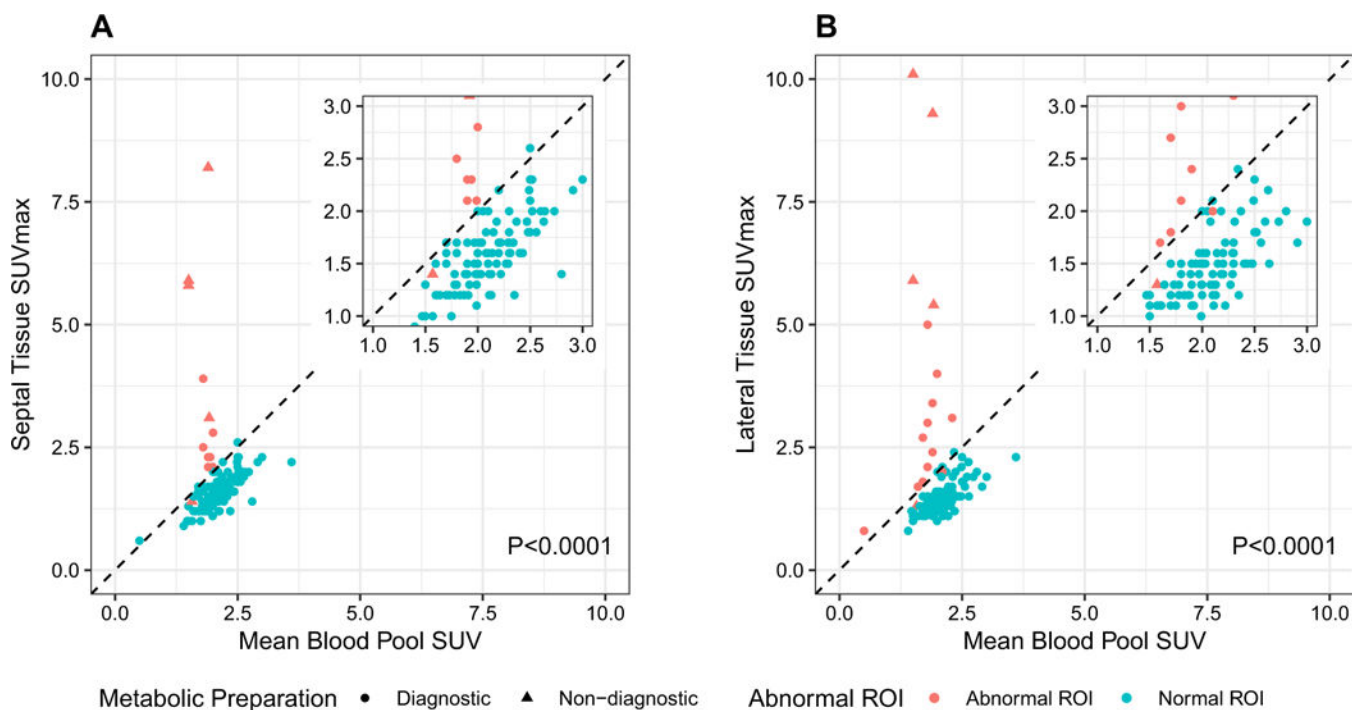 A
Septal Tissue SUVmax
10.0
7.5
5.0
2.5
0.0
3.0
2.5
2.0
1.5
1.0
1.0 1.5 2.0 2.5 3.0
P<0.0001
0.0 2.5 5.0 7.5 10.0
Mean Blood Pool SUV
B
Lateral Tissue SUVmax
10.0
7.5
5.0
2.5
0.0
3.0
2.5
2.0
1.5
1.0
1.0 1.5 2.0 2.5 3.0
P<0.0001
0.0 2.5 5.0 7.5 10.0
Mean Blood Pool SUV
Metabolic Preparation Diagnostic Non−diagnostic Abnormal ROI Abnormal ROI Normal ROI